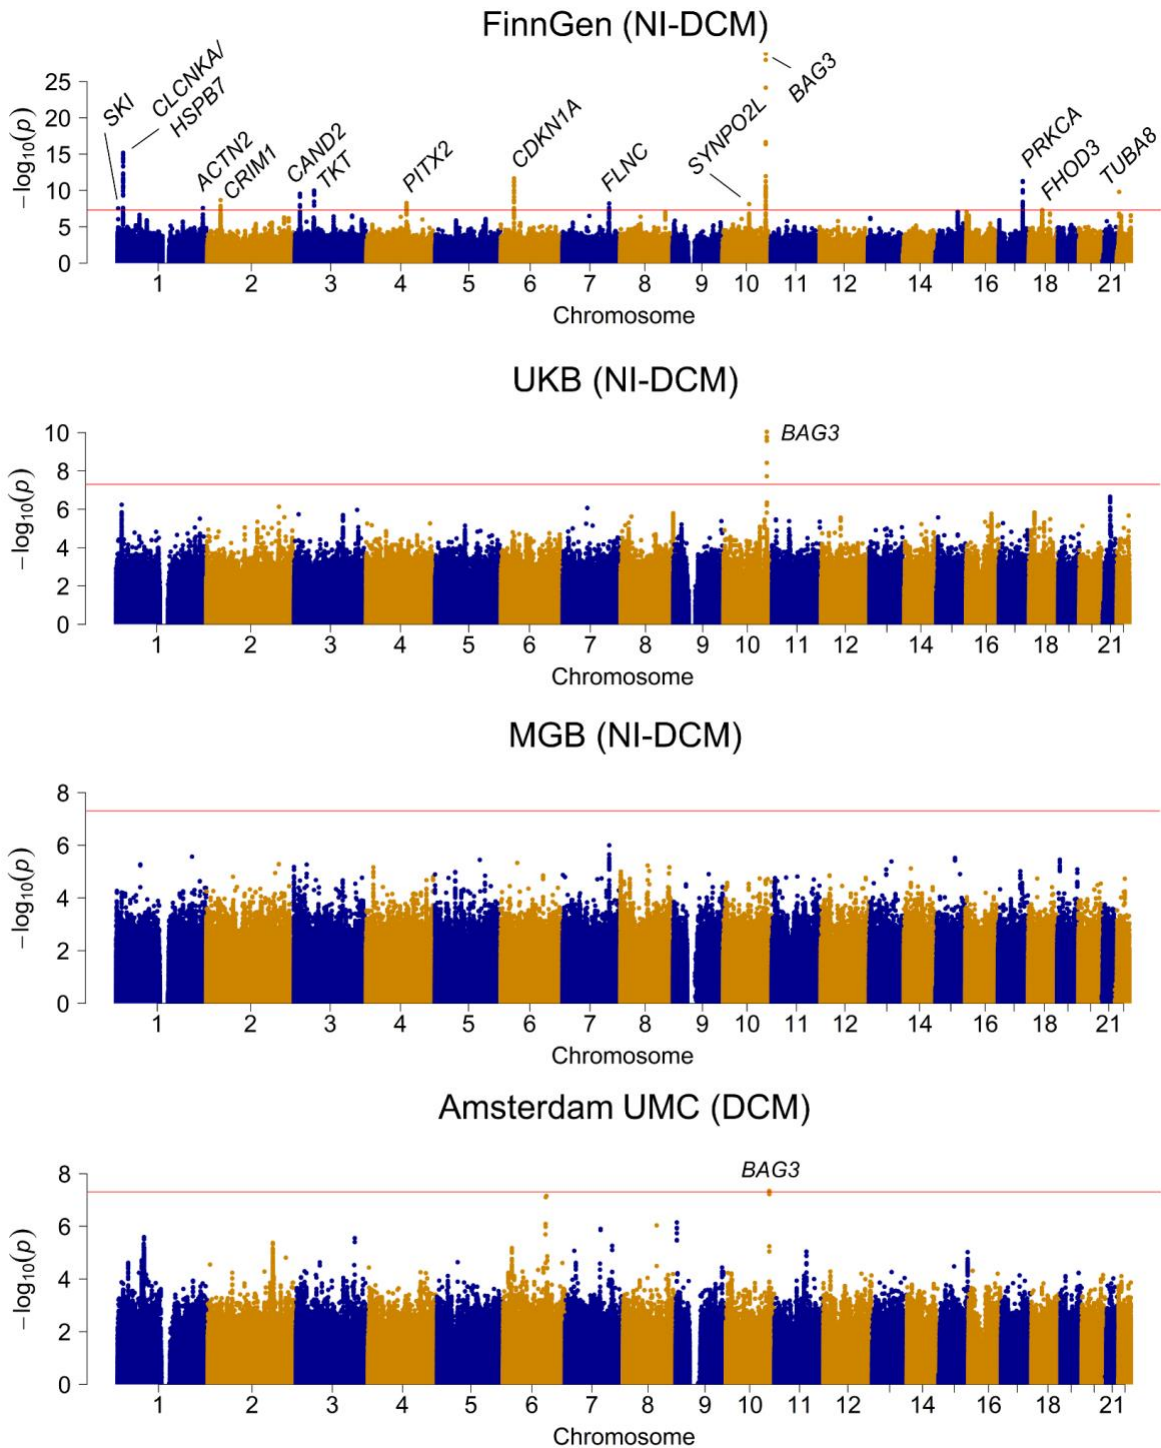 FinnGen (NI-DCM)
−log10(p)
25
20
15
10
5
0
SKI
CLCNKA/
HSPB7
ACTN2
CRIM1
CAND2
TKT
PITX2
CDKN1A
FLNC
SYNPO2L
BAG3
PRKCA
FHOD3
TUBA8
1 2 3 4 5 6 7 8 9 10 11 12 14 16 18 21
Chromosome
UKB (NI-DCM)
−log10(p)
10
8
6
4
2
0
BAG3
1 2 3 4 5 6 7 8 9 10 11 12 14 16 18 21
Chromosome
MGB (NI-DCM)
−log10(p)
8
6
4
2
0
1 2 3 4 5 6 7 8 9 10 11 12 14 16 18 21
Chromosome
Amsterdam UMC (DCM)
−log10(p)
8
6
4
2
0
BAG3
1 2 3 4 5 6 7 8 9 10 11 12 14 16 18 21
Chromosome